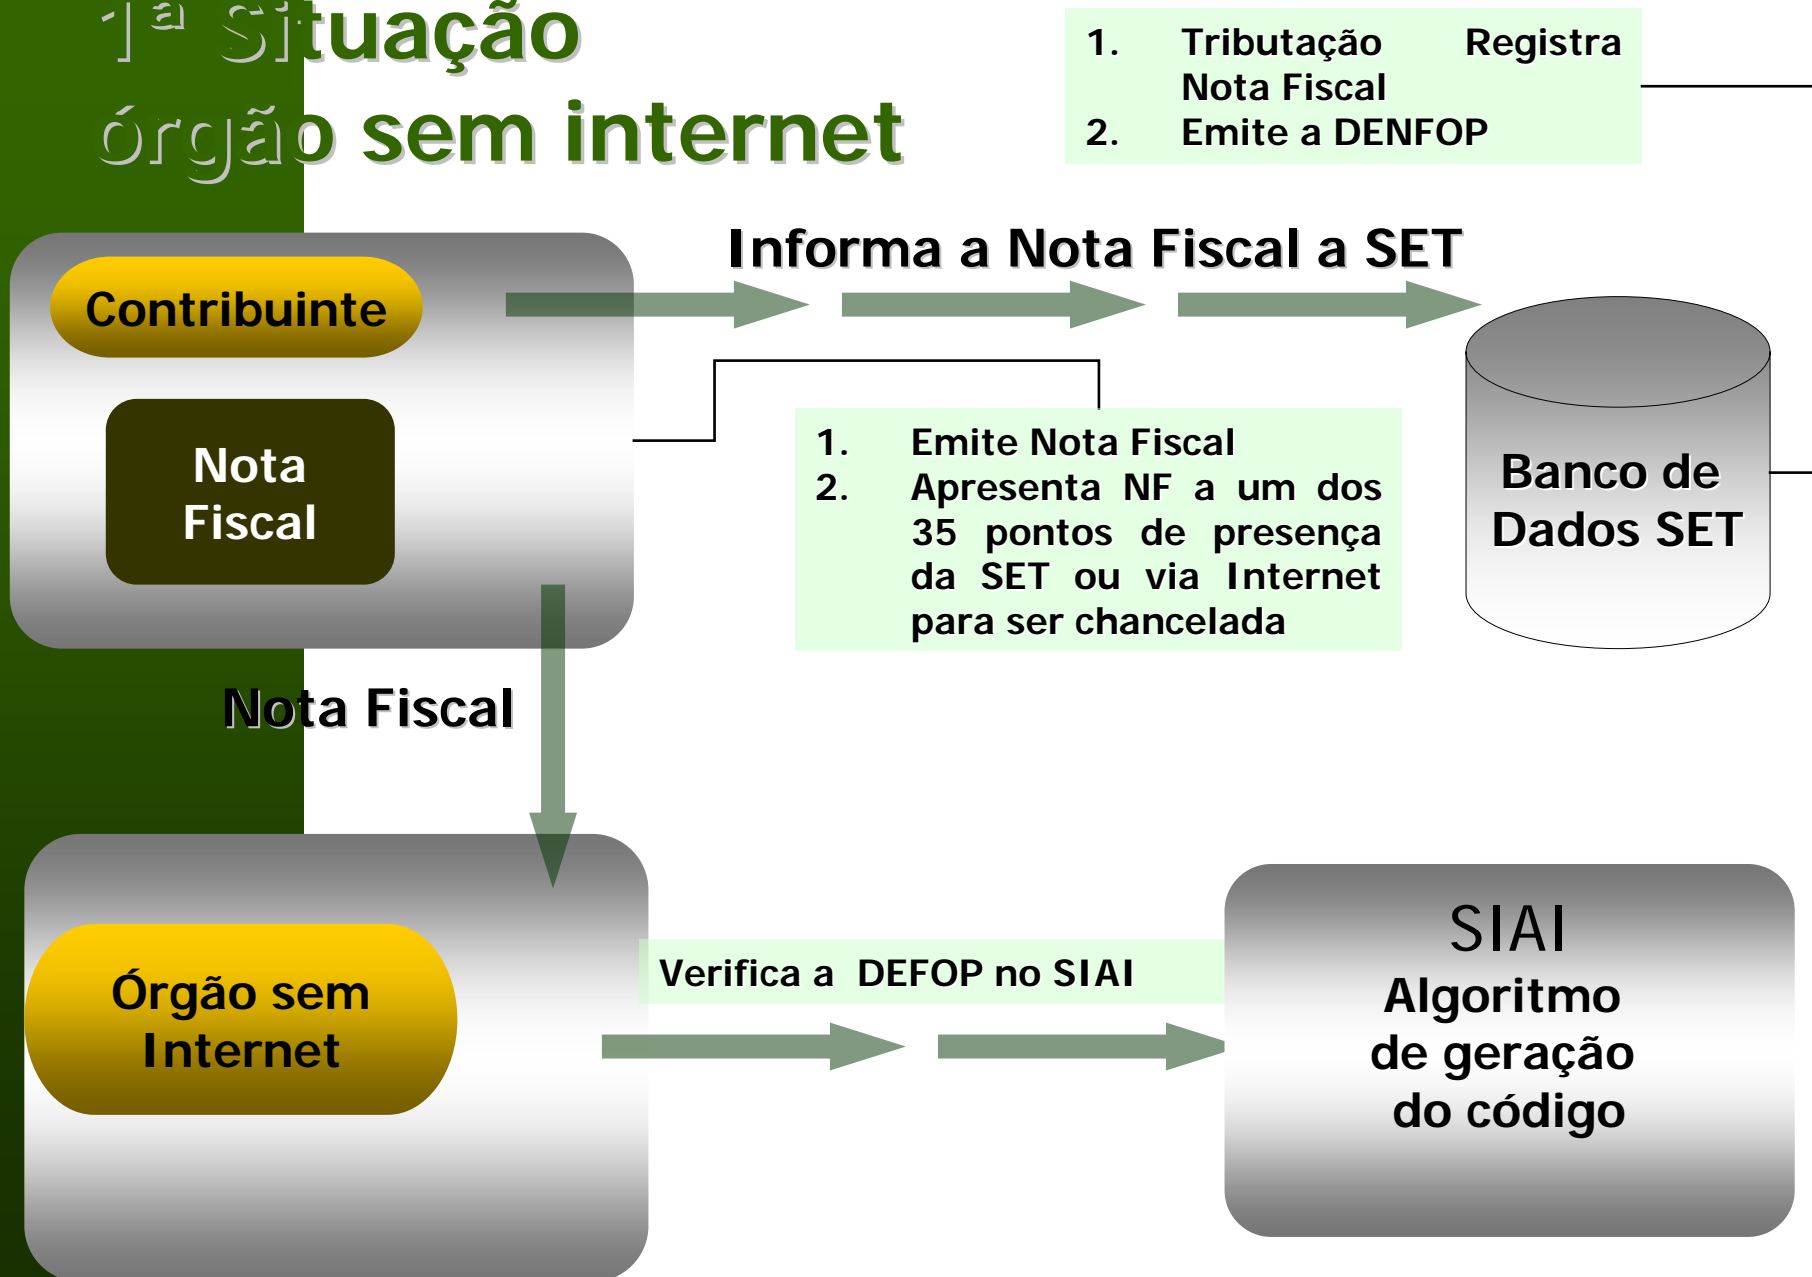 1ª Situação
órgão sem internet
1. Tributação Registra
Nota Fiscal
2. Emite a DENFOP
Informa a Nota Fiscal a SET
Contribuinte
Nota
Fiscal
1. Emite Nota Fiscal
2. Apresenta NF a um dos
35 pontos de presença
da SET ou via Internet
para ser chancelada
Banco de
Dados SET
Nota Fiscal
Órgão sem
Internet
Verifica a DEFOP no SIAI
SIAI
Algoritmo
de geração
do código